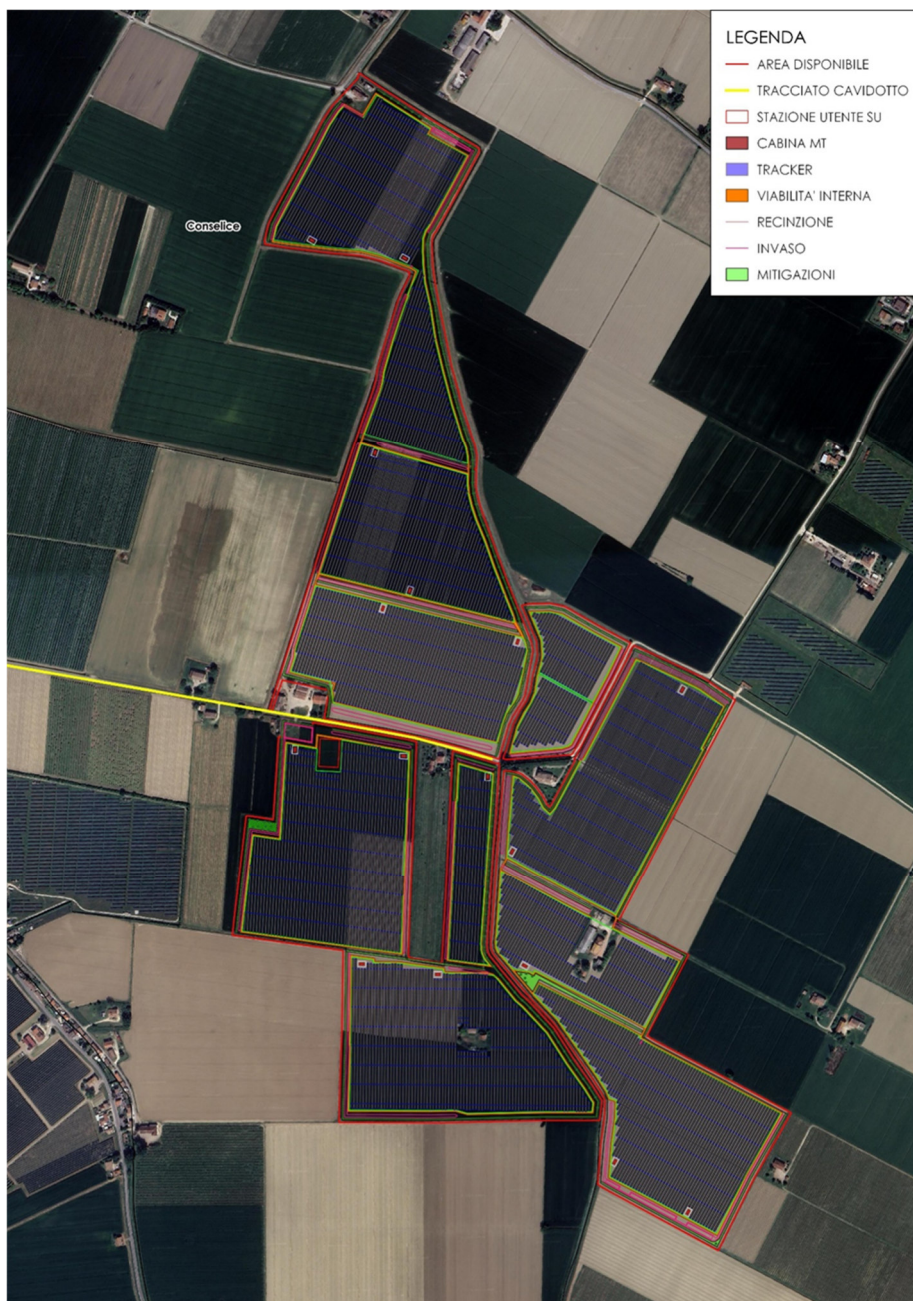 LEGENDA
AREA DISPONIBILE
TRACCIATO CAVIDOTTO
STAZIONE UTENTE SU
CABINA MT
TRACKER
VIABILITA' INTERNA
RECINZIONE
INVASO
MITIGAZIONI
Conselice